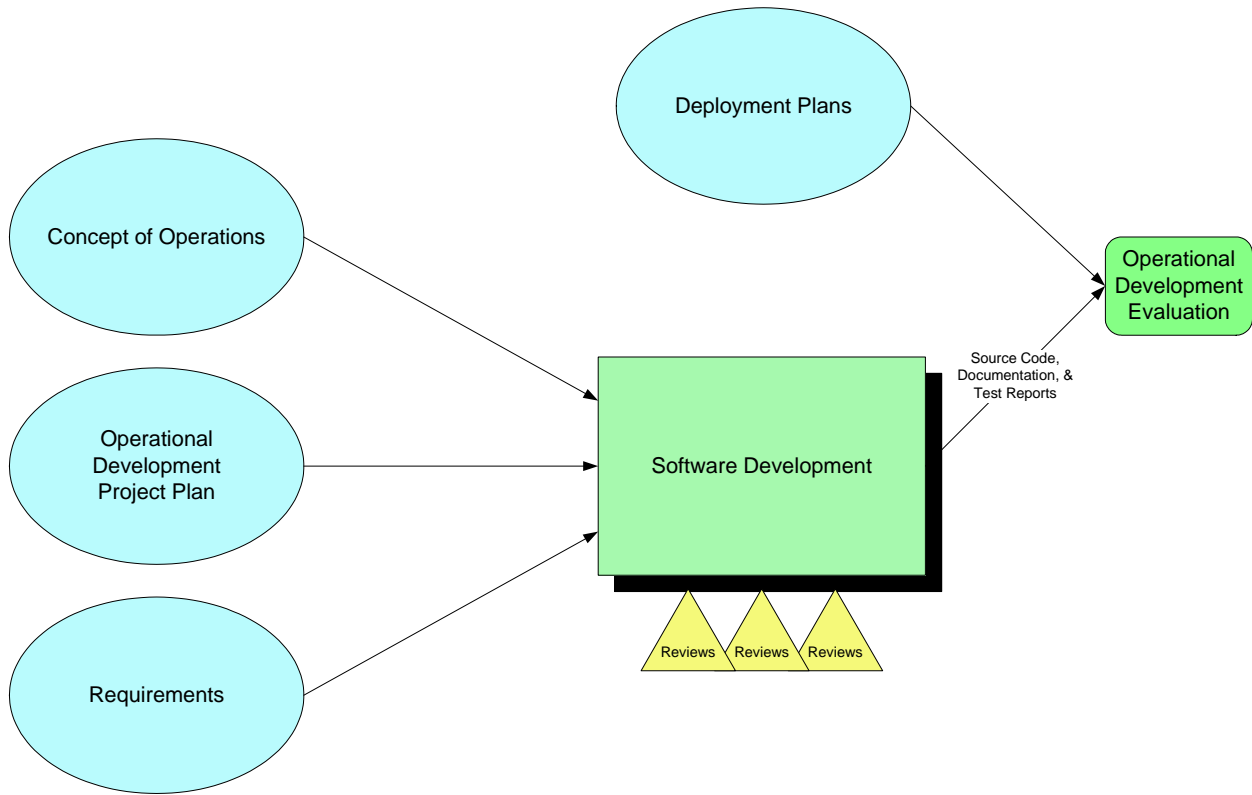 Deployment Plans
Concept of Operations
Operational
Development
Evaluation
Source Code,
Documentation, &
Test Reports
Operational
Development
Project Plan
Software Development
Reviews
Reviews
Reviews
Requirements